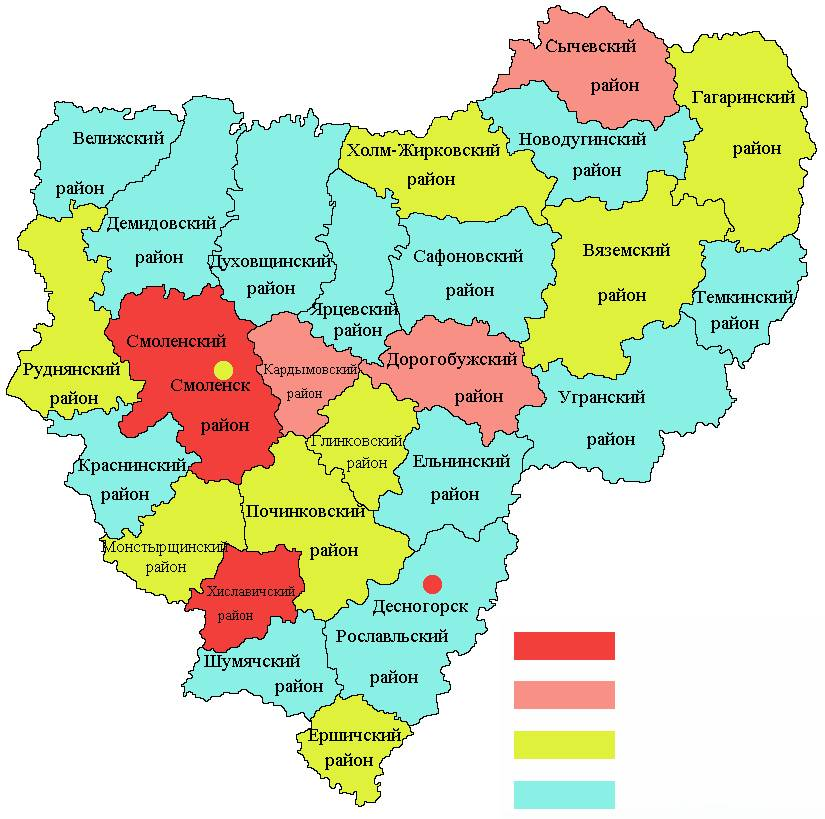 Сычевский
район
Гагаринский
район
Новодугинский
район
Холм-Жирковский
район
Велижский
район
Демидовский
район
Духовщинский
район
Ярцевский
район
Сафоновский
район
Вяземский
район
Темкинский
район
Смоленский
Смоленск
район
Руднянский
район
Кардымовский
район
Дорогобужский
район
Угранский
район
Глинковский
район
Ельнинский
район
Краснинский
район
Починковский
район
Монстырщинский
район
Хиславичский
район
Десногорск
Рославльский
район
Шумячский
район
Ершичский
район